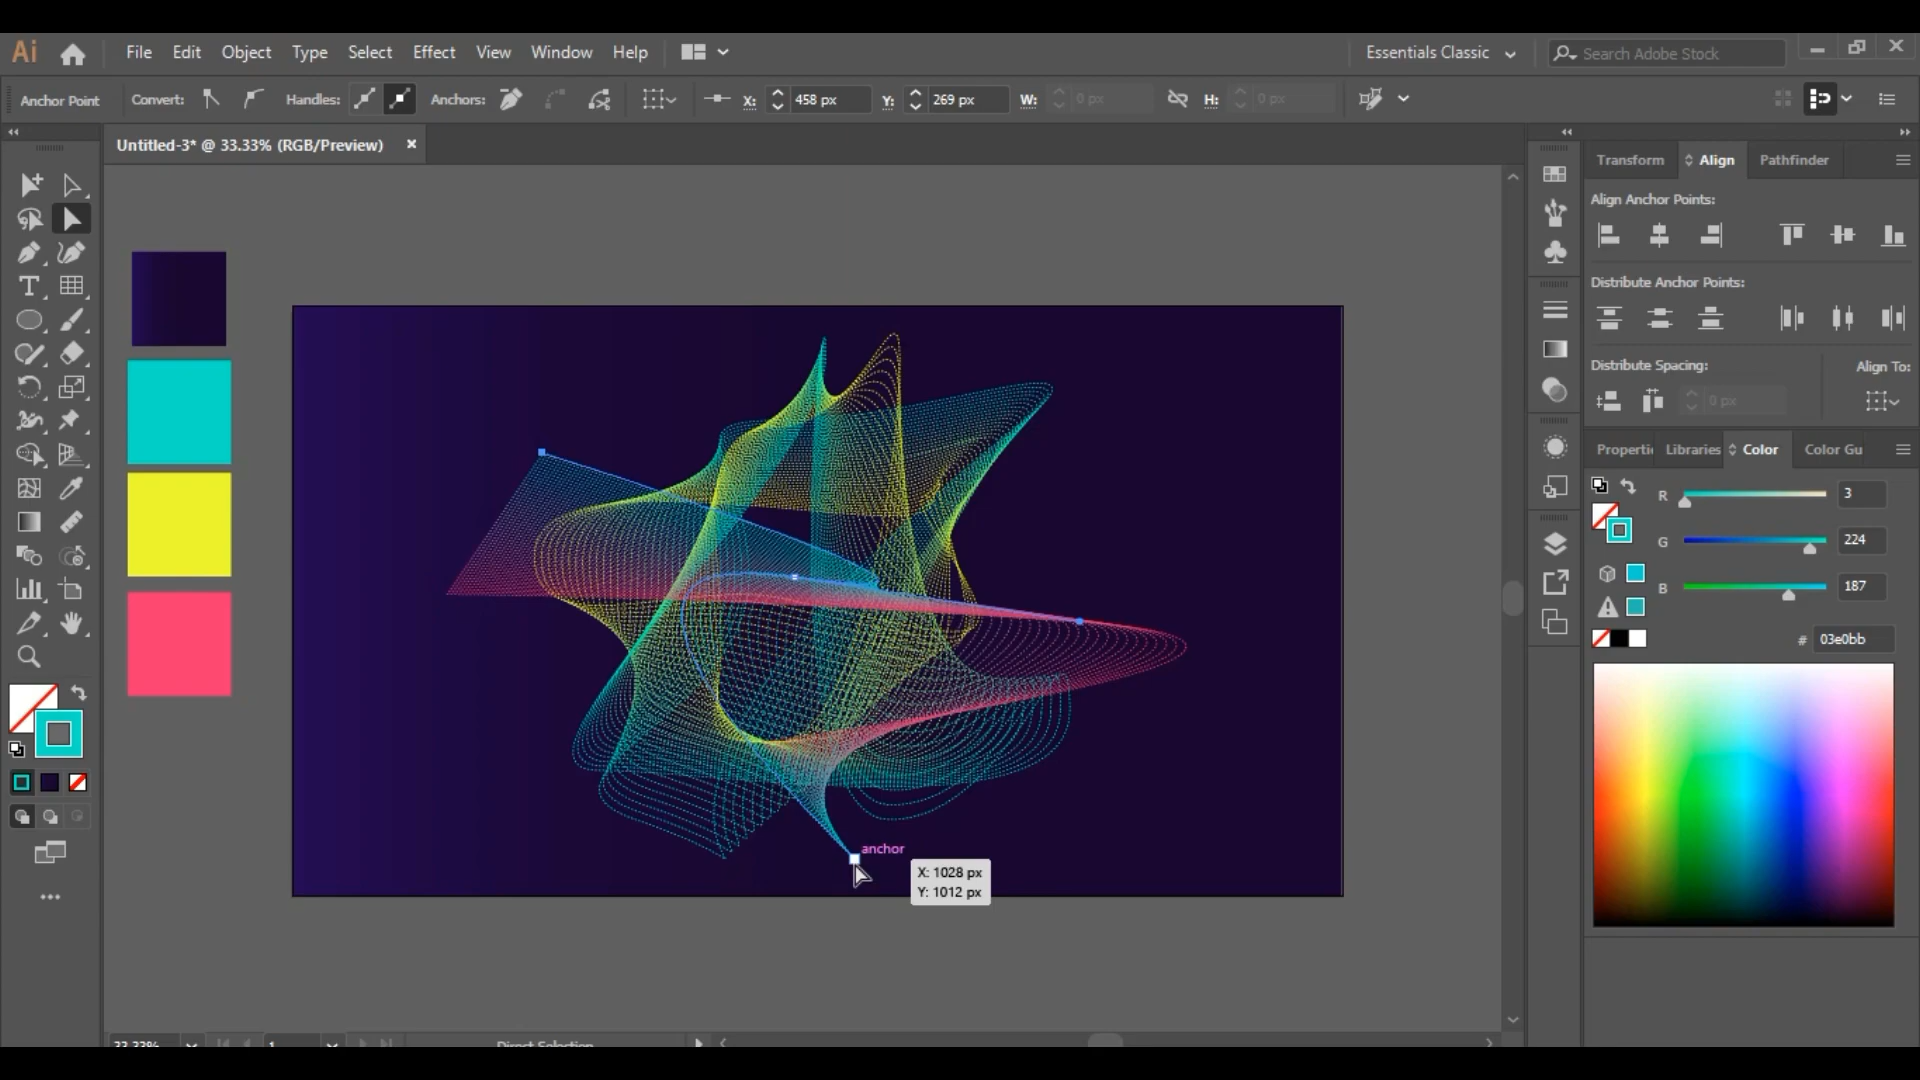 Ai File Edit Object Type Select Effect View Window Help Essentials Classic Search Adobe Stock
Anchor Point Convert: Handles: Anchors: X: 458 px Y: 269 px W: 0 px H: 0 px
Untitled-3* @ 33.33% (RGB/Preview) ×
Transform Align Pathfinder
Align Anchor Points:
Distribute Anchor Points:
Distribute Spacing: Align To:
0 px
Properti Libraries Color Color Gu
R 3
G 224
B 187
# 03e0bb
anchor
X: 1028 px
Y: 1012 px
33.33% 1 Direct Selection